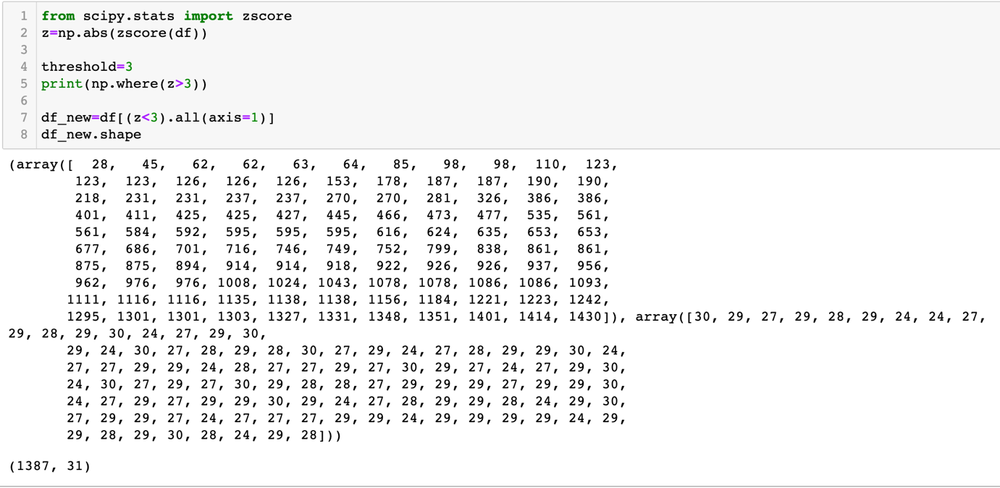 1 from scipy.stats import zscore
2 z=np.abs(zscore(df))
3
4 threshold=3
5 print(np.where(z>3))
6
7 df_new=df[(z<3).all(axis=1)]
8 df_new.shape
(array([ 28, 45, 62, 62, 63, 64, 85, 98, 98, 110, 123,
123, 123, 126, 126, 126, 153, 178, 187, 187, 190, 190,
218, 231, 231, 237, 237, 270, 270, 281, 326, 386, 386,
401, 411, 425, 425, 427, 445, 466, 473, 477, 535, 561,
561, 584, 592, 595, 595, 595, 616, 624, 635, 653, 653,
677, 686, 701, 716, 746, 749, 752, 799, 838, 861, 861,
875, 875, 894, 914, 914, 918, 922, 926, 926, 937, 956,
962, 976, 976, 1008, 1024, 1043, 1078, 1078, 1086, 1086, 1093,
1111, 1116, 1116, 1135, 1138, 1138, 1156, 1184, 1221, 1223, 1242,
1295, 1301, 1301, 1303, 1327, 1331, 1348, 1351, 1401, 1414, 1430]), array([30, 29, 27, 29, 28, 29, 24, 24, 27,
29, 28, 29, 30, 24, 27, 29, 30,
29, 24, 30, 27, 28, 29, 28, 30, 27, 29, 24, 27, 28, 29, 29, 30, 24,
27, 27, 29, 29, 24, 28, 27, 27, 29, 27, 30, 29, 27, 24, 27, 29, 30,
24, 30, 27, 29, 27, 30, 29, 28, 28, 27, 29, 29, 29, 27, 29, 29, 30,
24, 27, 29, 27, 29, 29, 30, 29, 24, 27, 28, 29, 29, 28, 24, 29, 30,
27, 29, 29, 27, 24, 27, 27, 27, 29, 29, 24, 29, 29, 29, 29, 24, 29,
29, 28, 29, 30, 28, 24, 29, 28]))
(1387, 31)